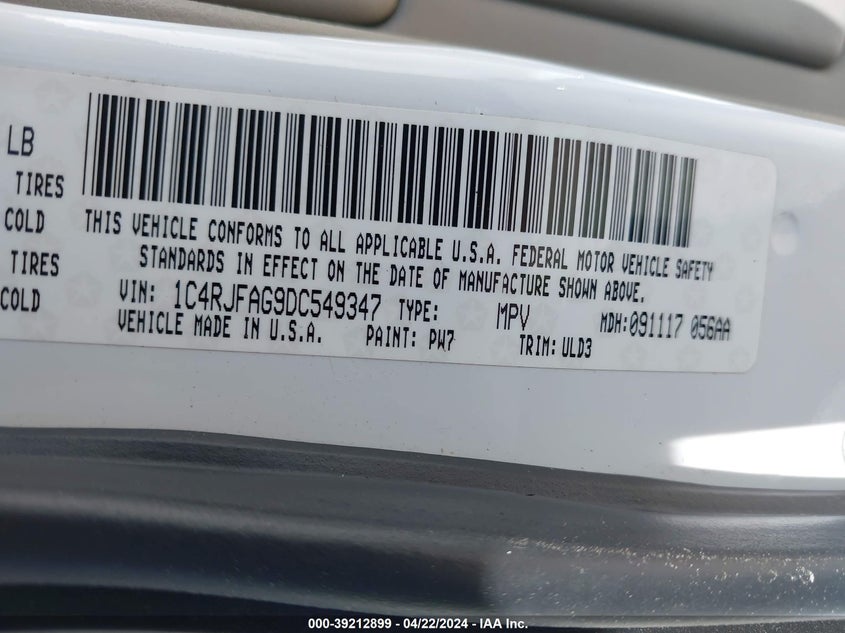 LB
TIRES
COLD
TIRES
COLD
THIS VEHICLE CONFORMS TO ALL APPLICABLE U.S.A. FEDERAL MOTOR VEHICLE SAFETY
STANDARDS IN EFFECT ON THE DATE OF MANUFACTURE SHOWN ABOVE.
VIN: 1C4RJFAG9DC549347 TYPE: MPV MDH:091117 056AA
VEHICLE MADE IN U.S.A. PAINT: PW7 TRIM: ULD3
000-39212899 - 04/22/2024 - IAA Inc.